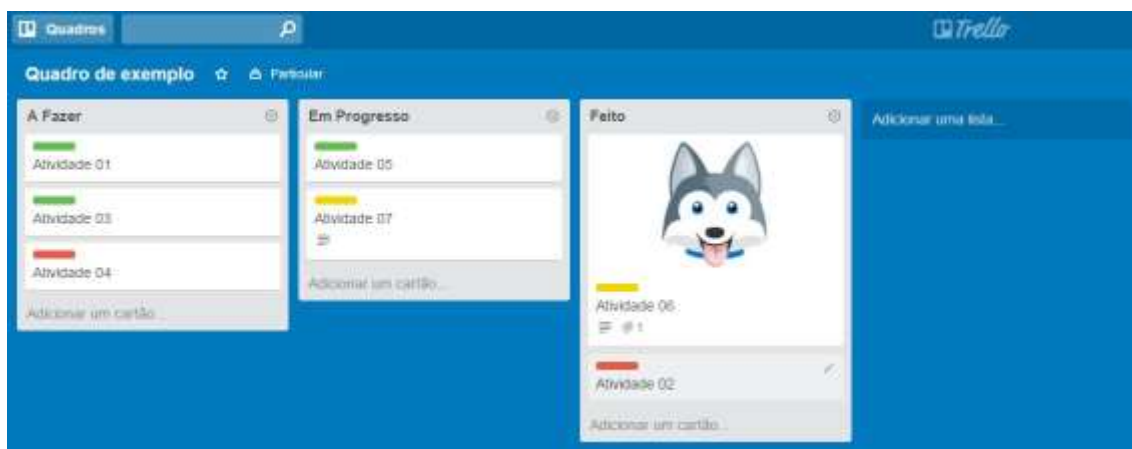 Quadros
Trello
Quadro de exemplo
Particular
A Fazer
Atividade 01
Atividade 03
Atividade 04
Adicionar um cartão...
Em Progresso
Atividade 05
Atividade 07
Adicionar um cartão...
Feito
Atividade 06
1
Atividade 02
Adicionar um cartão...
Adicionar uma lista...